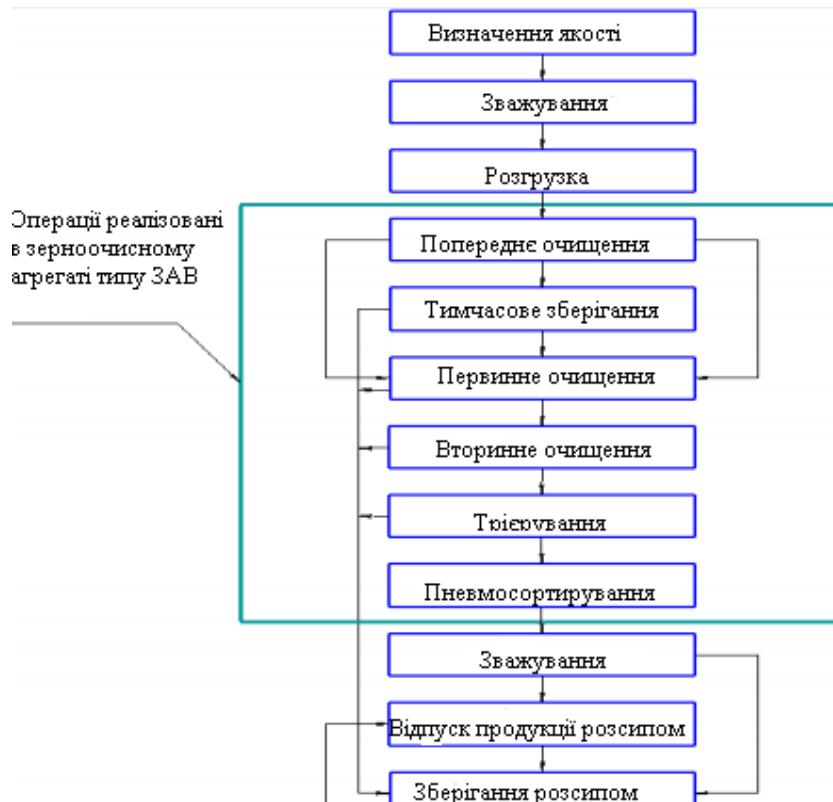 Визначення якості
Зважування
Розгрузка
Операції реалізовані
в зерноочисному
агрегаті типу ЗАВ
Попереднє очищення
Тимчасове зберігання
Первинне очищення
Вторинне очищення
Трієрування
Пневмосортирування
Зважування
Відпуск продукції розсипом
Зберігання розсипом